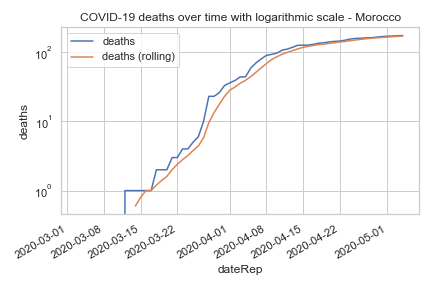 COVID-19 deaths over time with logarithmic scale - Morocco
deaths
deaths (rolling)
10²
10¹
10⁰
deaths
2020-03-01
2020-03-08
2020-03-15
2020-03-22
2020-04-01
2020-04-08
2020-04-15
2020-04-22
2020-05-01
dateRep